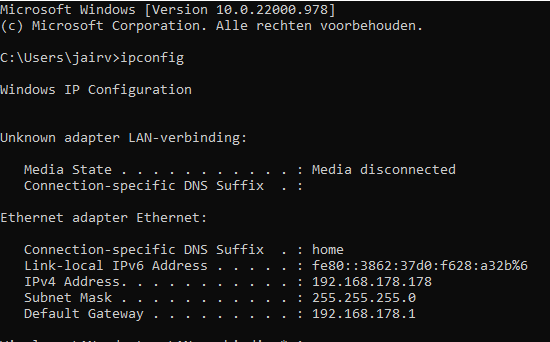 Microsoft Windows [Version 10.0.22000.978]
(c) Microsoft Corporation. Alle rechten voorbehouden.
C:\Users\jairv>ipconfig
Windows IP Configuration
Unknown adapter LAN-verbinding:
Media State . . . . . . . . . . . : Media disconnected
Connection-specific DNS Suffix  . :
Ethernet adapter Ethernet:
Connection-specific DNS Suffix  . : home
Link-local IPv6 Address . . . . . : fe80::3862:37d0:f628:a32b%6
IPv4 Address. . . . . . . . . . . : 192.168.178.178
Subnet Mask . . . . . . . . . . . : 255.255.255.0
Default Gateway . . . . . . . . . : 192.168.178.1